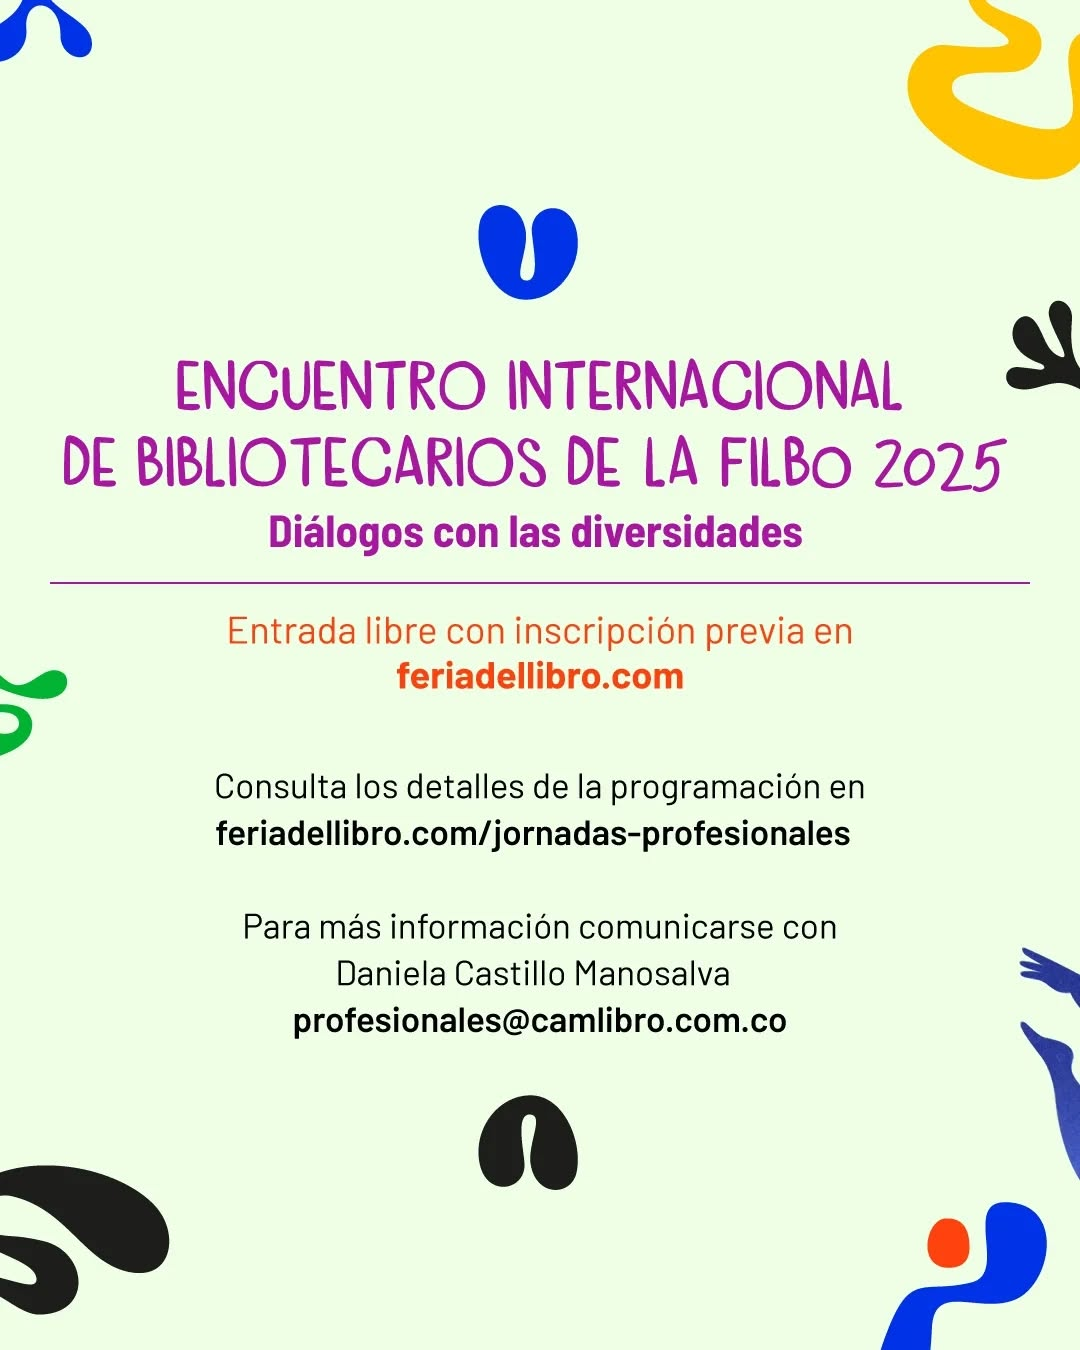 ENCUENTRO INTERNACIONAL
DE BIBLIOTECARIOS DE LA FILBO 2025
Diálogos con las diversidades
Entrada libre con inscripción previa en
feriadellibro.com
Consulta los detalles de la programación en
feriadellibro.com/jornadas-profesionales
Para más información comunicarse con
Daniela Castillo Manosalva
profesionales@camlibro.com.co